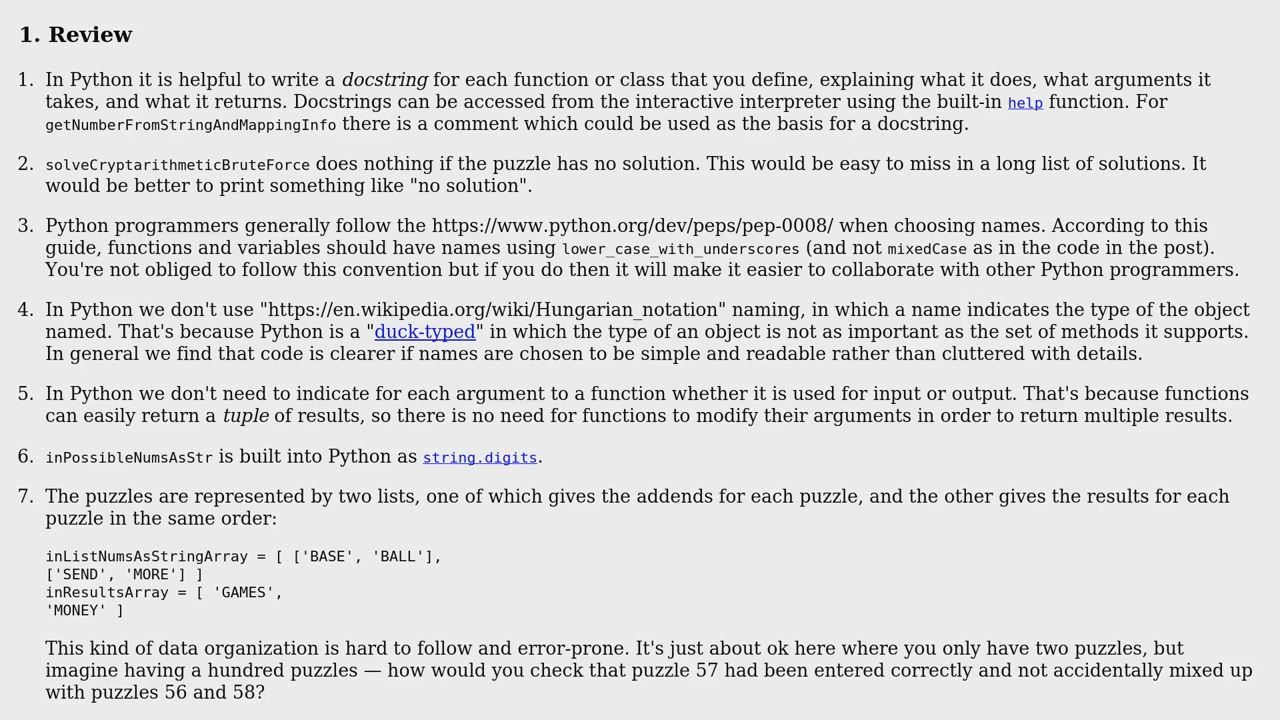 1. Review
1. In Python it is helpful to write a docstring for each function or class that you define, explaining what it does, what arguments it
takes, and what it returns. Docstrings can be accessed from the interactive interpreter using the built-in help function. For
getNumberFromStringAndMappingInfo there is a comment which could be used as the basis for a docstring.
2. solveCryptarithmeticBruteForce does nothing if the puzzle has no solution. This would be easy to miss in a long list of solutions. It
would be better to print something like "no solution".
3. Python programmers generally follow the https://www.python.org/dev/peps/pep-0008/ when choosing names. According to this
guide, functions and variables should have names using lower_case_with_underscores (and not mixedCase as in the code in the post).
You're not obliged to follow this convention but if you do then it will make it easier to collaborate with other Python programmers.
4. In Python we don't use "https://en.wikipedia.org/wiki/Hungarian_notation" naming, in which a name indicates the type of the object
named. That's because Python is a "duck-typed" in which the type of an object is not as important as the set of methods it supports.
In general we find that code is clearer if names are chosen to be simple and readable rather than cluttered with details.
5. In Python we don't need to indicate for each argument to a function whether it is used for input or output. That's because functions
can easily return a tuple of results, so there is no need for functions to modify their arguments in order to return multiple results.
6. inPossibleNumsAsStr is built into Python as string.digits.
7. The puzzles are represented by two lists, one of which gives the addends for each puzzle, and the other gives the results for each
puzzle in the same order:
inListNumsAsStringArray = [ ['BASE', 'BALL'],
['SEND', 'MORE'] ]
inResultsArray = [ 'GAMES',
'MONEY' ]
This kind of data organization is hard to follow and error-prone. It's just about ok here where you only have two puzzles, but
imagine having a hundred puzzles — how would you check that puzzle 57 had been entered correctly and not accidentally mixed up
with puzzles 56 and 58?